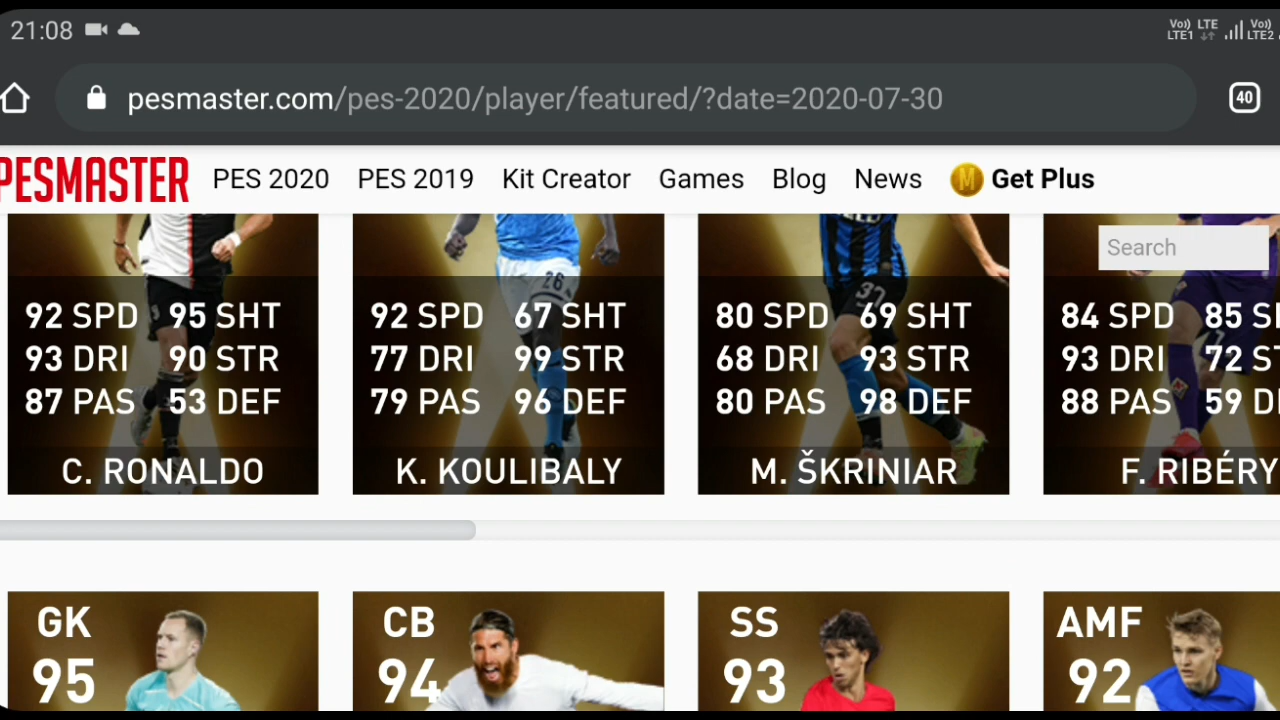 21:08
Vo)) LTE Vo))
LTE1 LTE2
pesmaster.com/pes-2020/player/featured/?date=2020-07-30
40
PESMASTER PES 2020 PES 2019 Kit Creator Games Blog News M Get Plus
Search
26
37
92 SPD 95 SHT
93 DRI 90 STR
87 PAS 53 DEF
C. RONALDO
92 SPD 67 SHT
77 DRI 99 STR
79 PAS 96 DEF
K. KOULIBALY
80 SPD 69 SHT
68 DRI 93 STR
80 PAS 98 DEF
M. ŠKRINIAR
84 SPD 85 S
93 DRI 72 S
88 PAS 59 D
F. RIBÉRY
GK
95
CB
94
SS
93
AMF
92